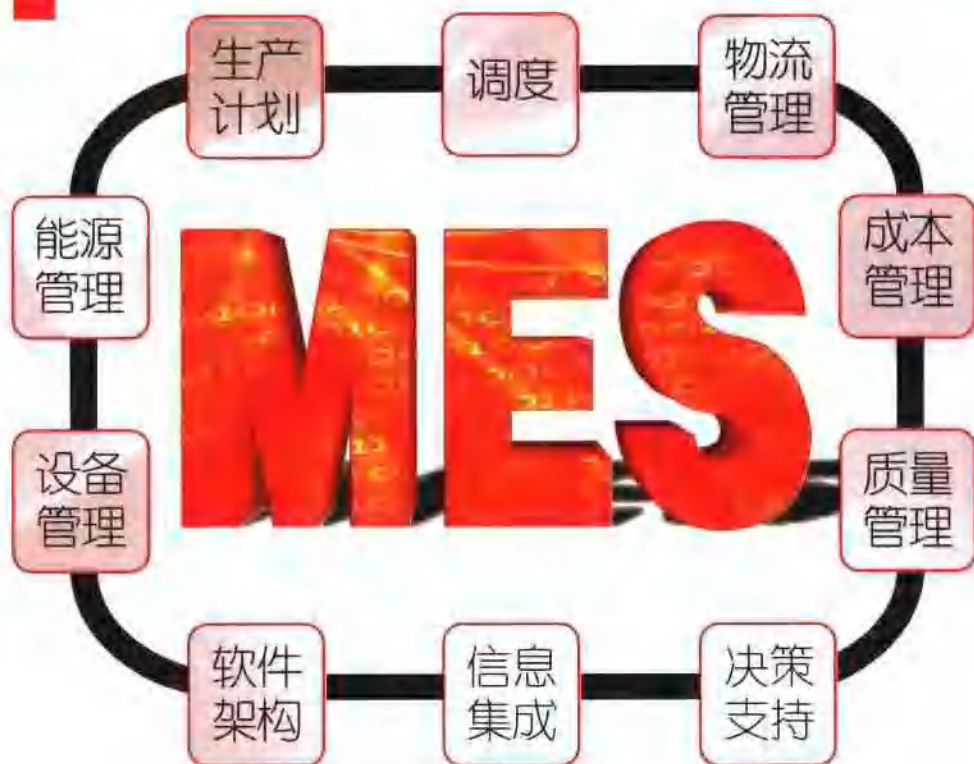 生产
计划
调度
物流
管理
能源
管理
MES
成本
管理
设备
管理
质量
管理
软件
架构
信息
集成
决策
支持